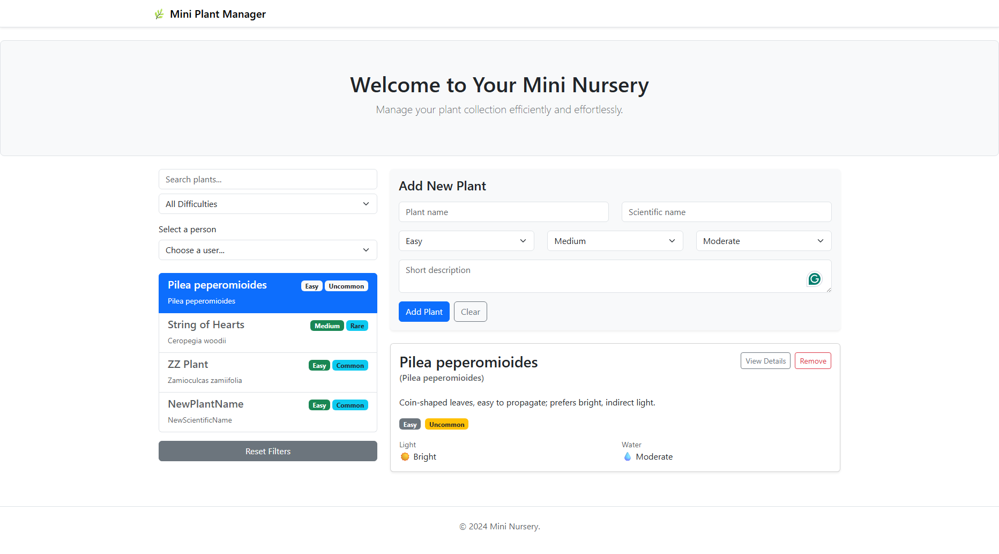 Mini Plant Manager
Welcome to Your Mini Nursery
Manage your plant collection efficiently and effortlessly.
Search plants...
All Difficulties
Select a person
Choose a user...
Pilea peperomioides Easy Uncommon
Pilea peperomioides
String of Hearts Medium Rare
Ceropegia woodii
ZZ Plant Easy Common
Zamioculcas zamiifolia
NewPlantName Easy Common
NewScientificName
Reset Filters
Add New Plant
Plant name Scientific name
Easy Medium Moderate
Short description
Add Plant Clear
Pilea peperomioides View Details Remove
(Pilea peperomioides)
Coin-shaped leaves, easy to propagate; prefers bright, indirect light.
Easy Uncommon
Light Water
Bright Moderate
© 2024 Mini Nursery.